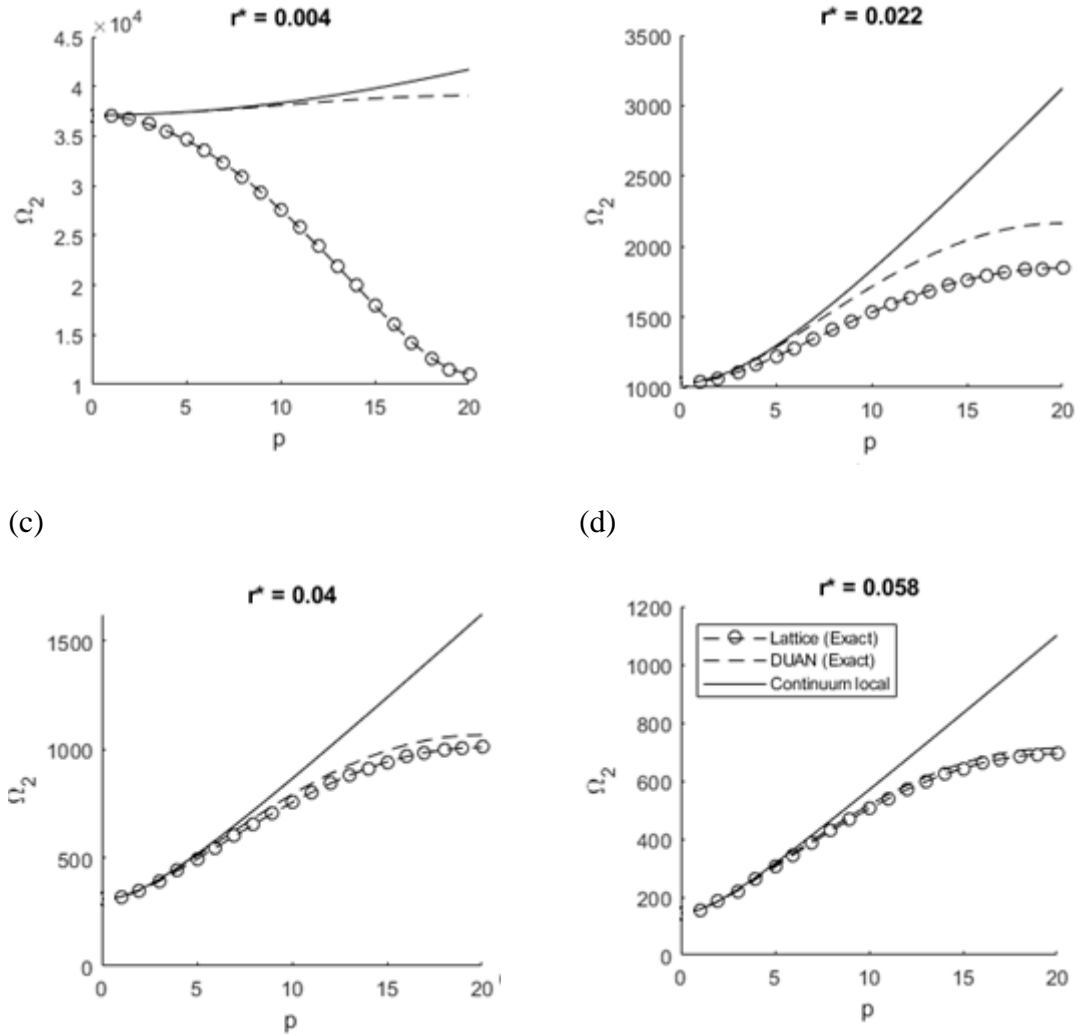 r* = 0.004
×10⁴
4.5
4
3.5
3
2.5
2
1.5
1
Ω₂
0 5 10 15 20
p
r* = 0.022
3500
3000
2500
2000
1500
1000
Ω₂
0 5 10 15 20
p
(c)
(d)
r* = 0.04
1500
1000
500
0
Ω₂
0 5 10 15 20
p
r* = 0.058
1200
1000
800
600
400
200
0
Ω₂
Lattice (Exact)
DUAN (Exact)
Continuum local
0 5 10 15 20
p